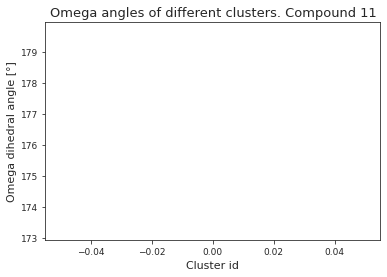 Omega angles of different clusters. Compound 11
Omega dihedral angle [°]
179
178
177
176
175
174
173
−0.04 −0.02 0.00 0.02 0.04
Cluster id